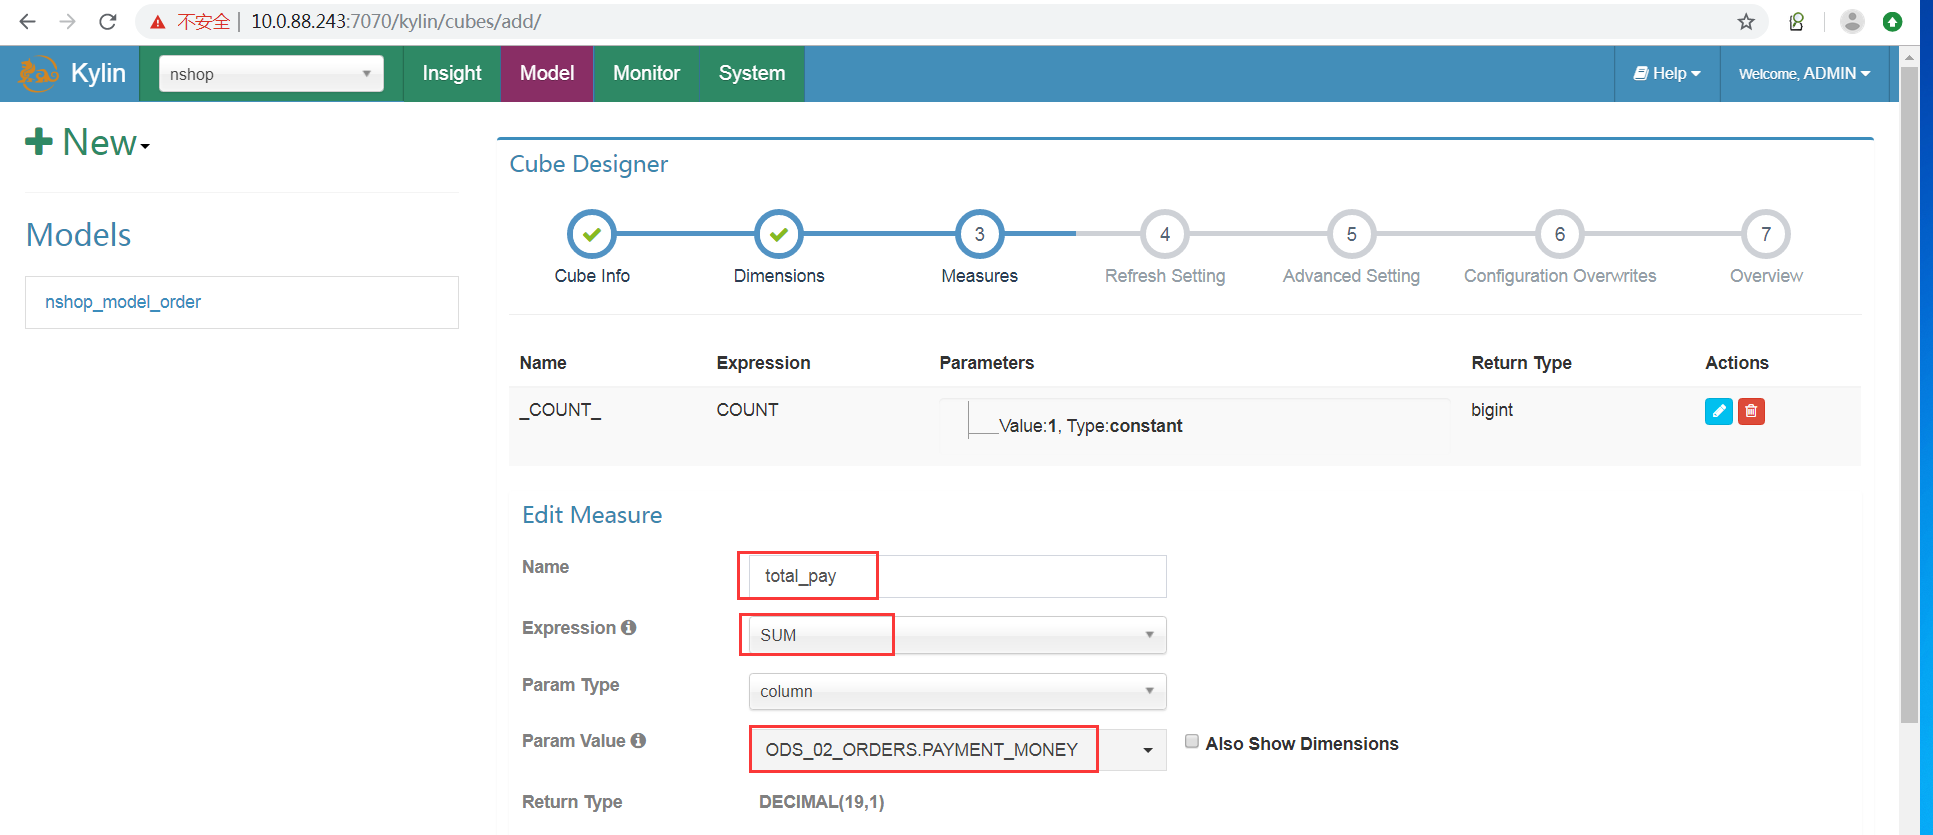 不安全 10.0.88.243:7070/kylin/cubes/add/
Kylin nshop Insight Model Monitor System Help Welcome, ADMIN
New
Models
nshop_model_order
Cube Designer
3 4 5 6 7
Cube Info Dimensions Measures Refresh Setting Advanced Setting Configuration Overwrites Overview
Name Expression Parameters Return Type Actions
_COUNT_ COUNT Value:1, Type:constant bigint
Edit Measure
Name total_pay
Expression SUM
Param Type column
Param Value ODS_02_ORDERS.PAYMENT_MONEY Also Show Dimensions
Return Type DECIMAL(19,1)